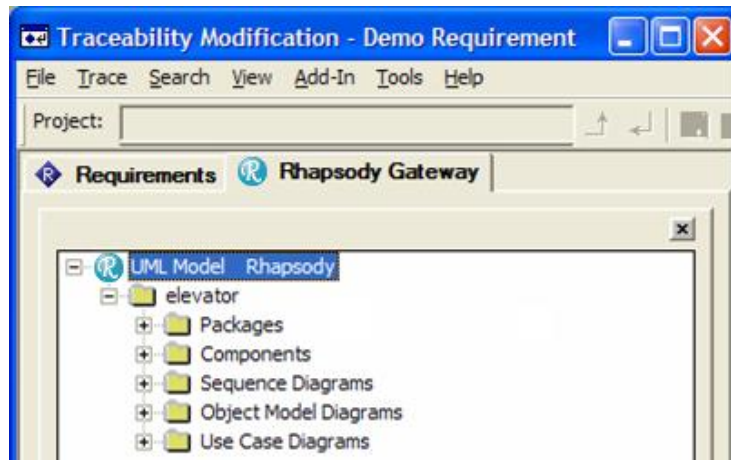 Traceability Modification - Demo Requirement
File Trace Search View Add-In Tools Help
Project:
R Requirements R Rhapsody Gateway
R UML Model Rhapsody
elevator
Packages
Components
Sequence Diagrams
Object Model Diagrams
Use Case Diagrams